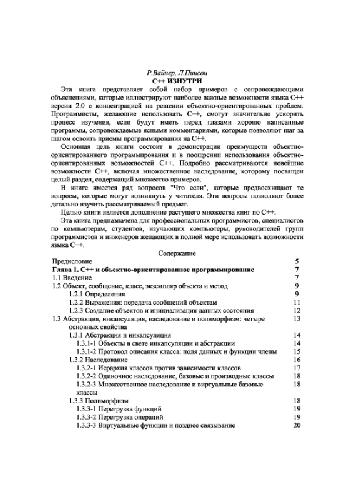 Р.Вайнер, Л.Пинсон
C++ ИЗНУТРИ
Эта книга представляет собой набор примеров с сопровождающими
объяснениями, которые иллюстрируют наиболее важные возможности языка C++
версии 2.0 с концентрацией на решении объектно-ориентированных проблем.
Программисты, желающие использовать C++, смогут значительно ускорить
процесс изучения, если будут иметь перед глазами хорошо написанные
программы, сопровождаемые ясными комментариями, которые позволяют шаг за
шагом освоить приемы программирования на C++.
Основная цель книги состоит в демонстрации преимуществ объектно-
ориентированного программирования и в поощрении использования объектно-
ориентированных возможностей C++. Подробно рассматриваются новейшие
возможности C++, включая множественное наследование, которому посвящен
целый раздел, содержащий множество примеров.
В книге имеется ряд вопросов "Что если", которые предвосхищают те
вопросы, которые могут возникнуть у читателя. Эти вопросы позволяют более
детально изучить рассматриваемый предмет.
Целью книги является дополнение растущего множества книг по C++.
Эта книга предназначена для профессиональных программистов, специалистов
по компьютерам, студентов, изучающих компьютеры, руководителей групп
программистов и инженеров желающих в полной мере использовать возможности
языка C++.
Содержание
Предисловие 5
Глава 1. C++ и объектно-ориентированное программирование 7
1.1 Введение 7
1.2 Объект, сообщение, класс, экземпляр объекта и метод 9
1.2.1 Определения 9
1.2.2 Выражения: передача сообщений объектам 11
1.2.3 Создание объектов и инициализация данных состояния 12
1.3 Абстракция, инкапсуляция, наследование и полиморфизм: четыре 13
основных свойства
1.3.1 Абстракция и инкапсуляция 14
1.3.1-1 Объекты в свете инкапсуляции и абстракции 14
1.3.1-2 Протокол описания класса: поля данных и функции члены 15
1.3.2 Наследование 16
1.3.2-1 Иерархия классов против зависимости классов 17
1.3.2-2 Одиночное наследование, базовые и производные классы 18
1.3.2-3 Множественное наследование и виртуальные базовые 18
классы
1.3.3 Полиморфизм 18
1.3.3-1 Перегрузка функций 19
1.3.3-2 Перегрузка операций 19
1.3.3-3 Виртуальные функции и позднее связывание 20